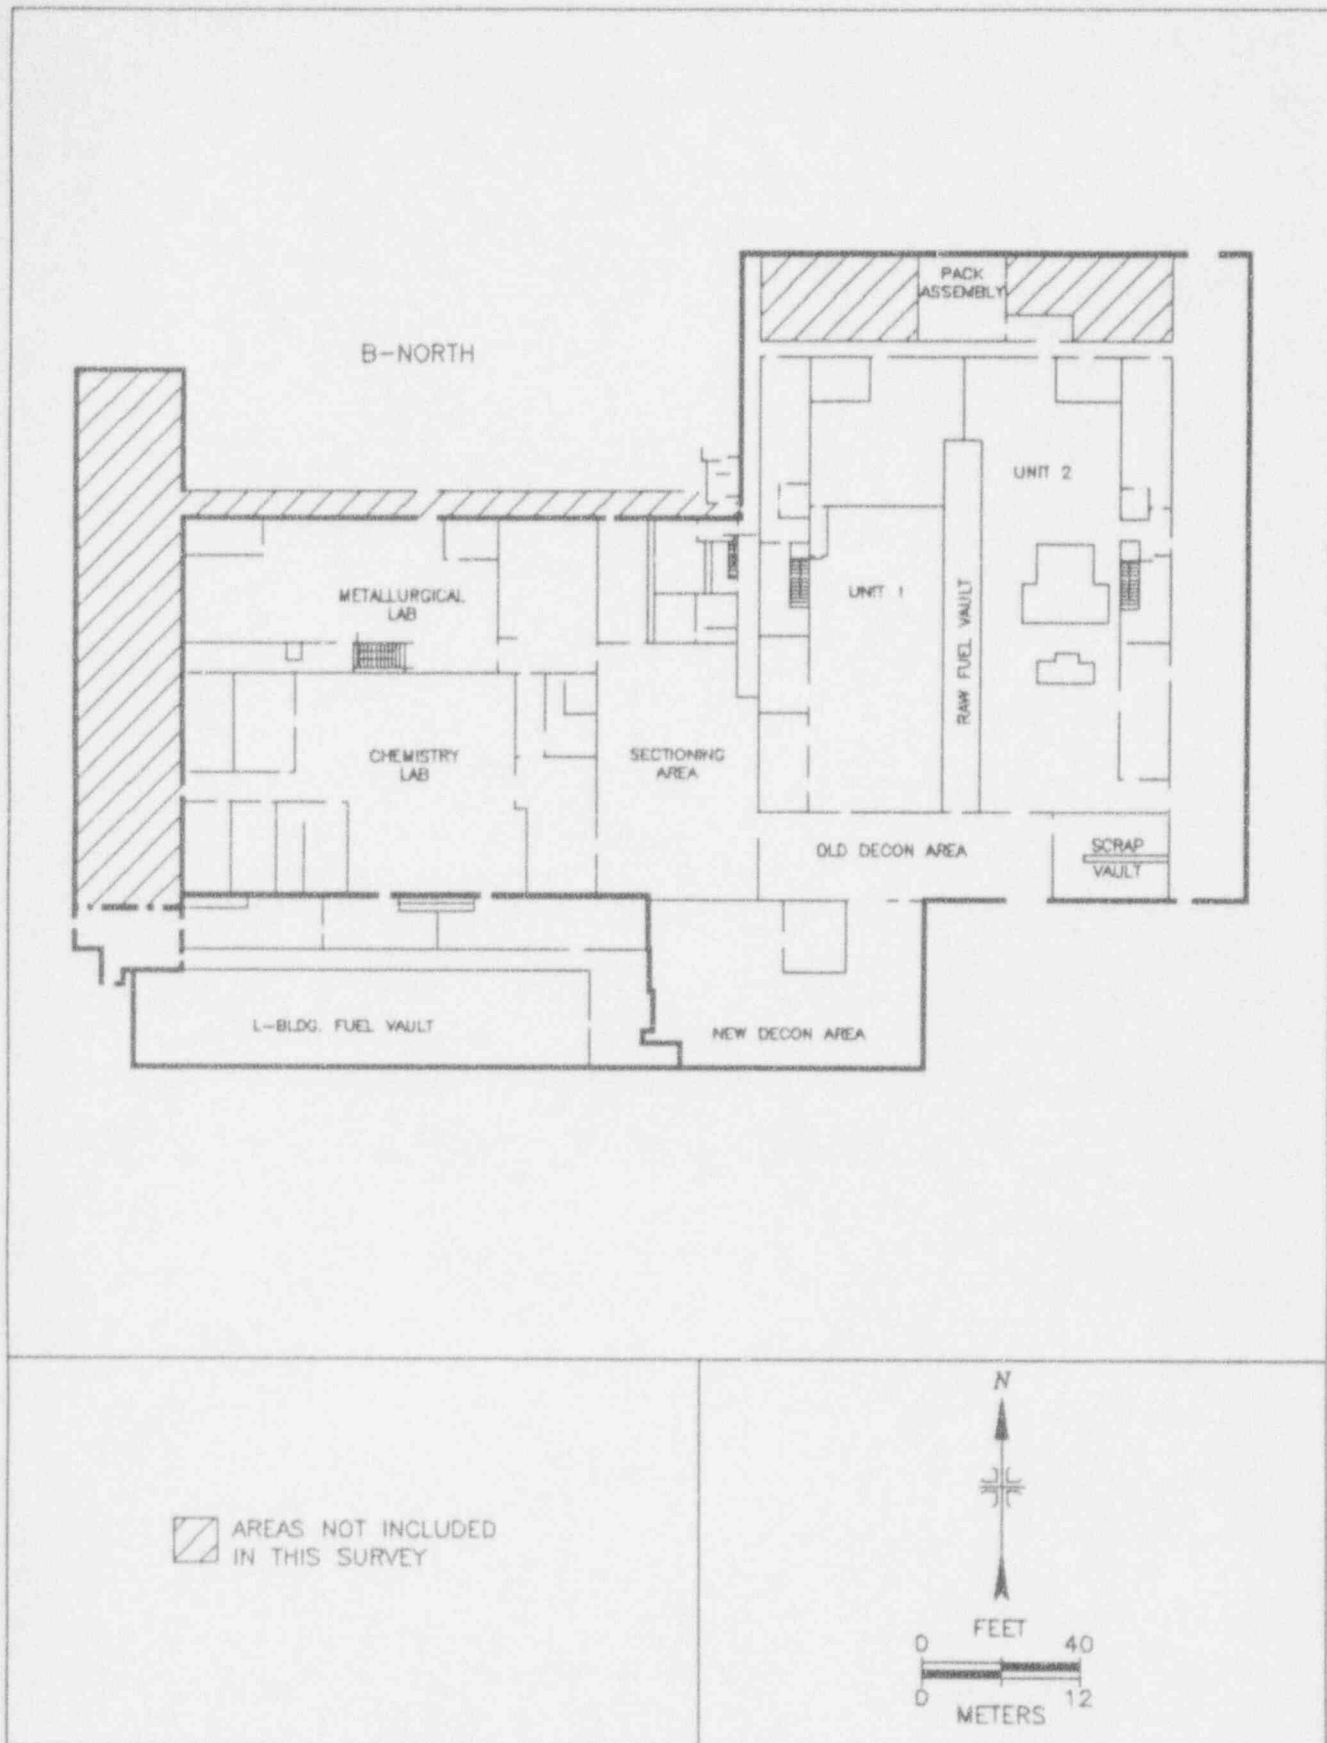 PACK
ASSEMBLY
B-NORTH
UNIT 2
METALLURGICAL
LAB
UNIT 1
RAW FUEL VAULT
CHEMISTRY
LAB
SECTIONING
AREA
OLD DECON AREA
SCRAP
VAULT
L-BLDG. FUEL VAULT
NEW DECON AREA
AREAS NOT INCLUDED
IN THIS SURVEY
N
FEET
0 40
0 12
METERS